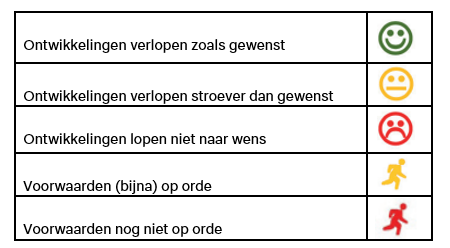 Ontwikkelingen verlopen zoals gewenst
Ontwikkelingen verlopen stroever dan gewenst
Ontwikkelingen lopen niet naar wens
Voorwaarden (bijna) op orde
Voorwaarden nog niet op orde